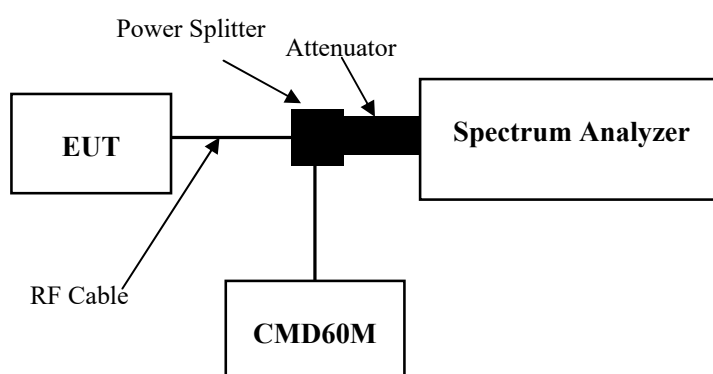 Power Splitter
Attenuator
EUT
Spectrum Analyzer
RF Cable
CMD60M